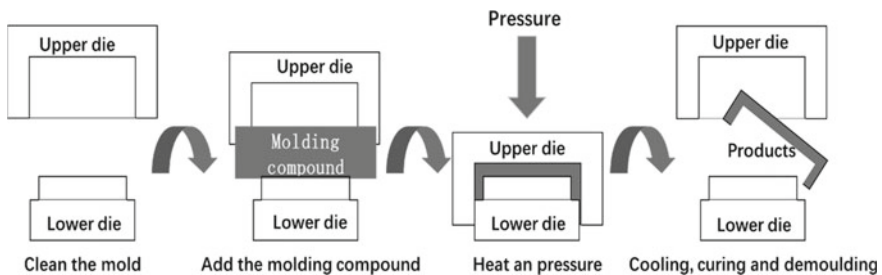 Upper die
Lower die
Clean the mold
Upper die
Molding
compound
Lower die
Add the molding compound
Pressure
Upper die
Lower die
Heat an pressure
Upper die
Products
Lower die
Cooling, curing and demoulding